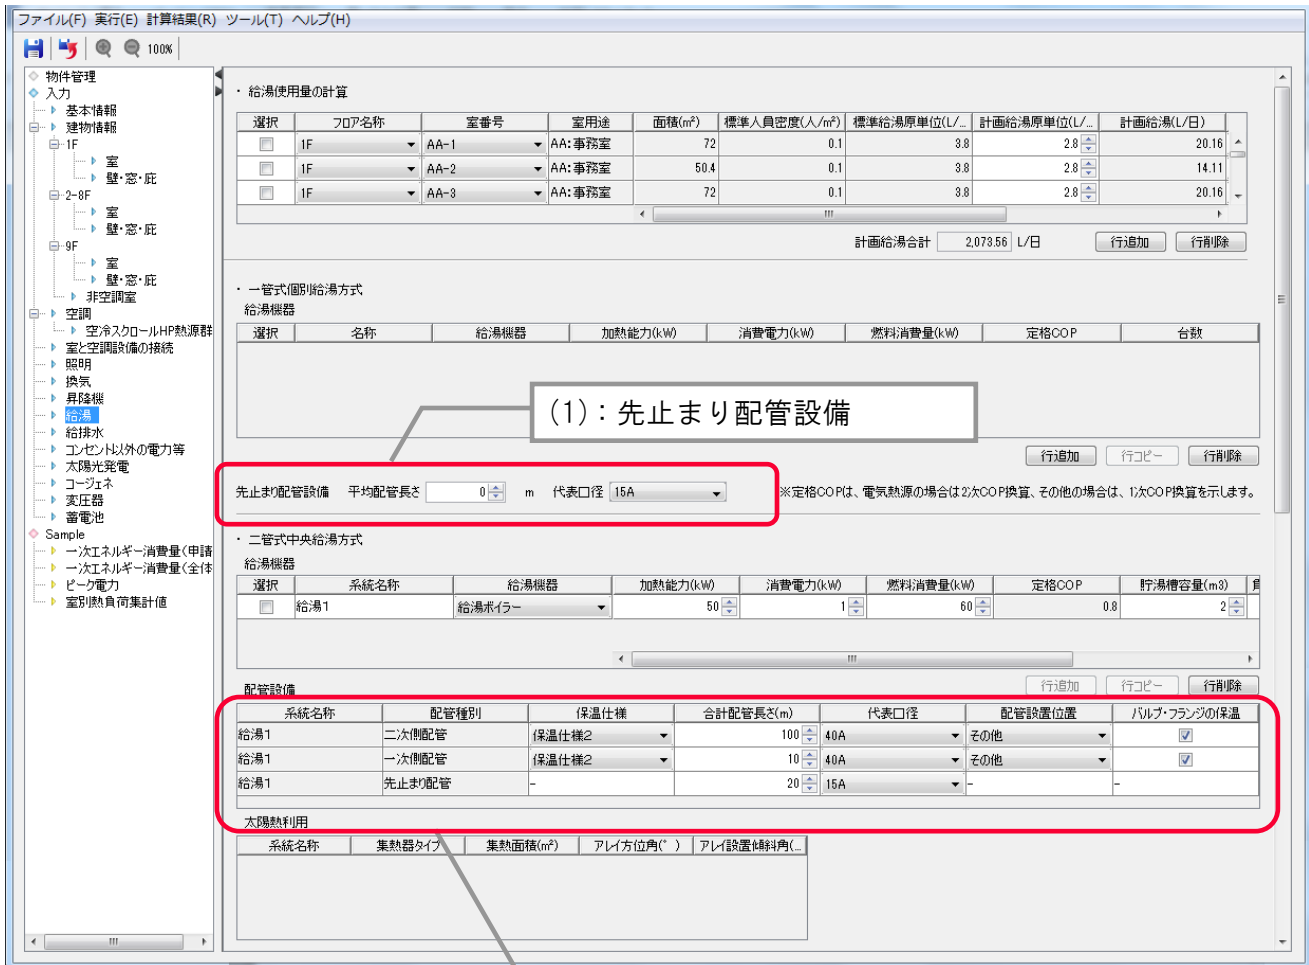 ファイル(F) 実行(E) 計算結果(R) ツール(T) ヘルプ(H)
100%
物件管理
入力
基本情報
建物情報
1F
室
壁・窓・庇
2-8F
室
壁・窓・庇
9F
室
壁・窓・庇
非空調室
空調
空冷スクロールHP熱源群
室と空調設備の接続
照明
換気
昇降機
給湯
給排水
コンセント以外の電力等
太陽光発電
コージェネ
変圧器
蓄電池
Sample
一次エネルギー消費量(申請
一次エネルギー消費量(全体
ピーク電力
室別熱負荷集計値
・ 給湯使用量の計算
選択 フロア名称 室番号 室用途 面積(m²) 標準人員密度(人/m²) 標準給湯原単位(L/... 計画給湯原単位(L/... 計画給湯(L/日)
1F AA-1 AA:事務室 72 0.1 3.8 2.8 20.16
1F AA-2 AA:事務室 50.4 0.1 3.8 2.8 14.11
1F AA-3 AA:事務室 72 0.1 3.8 2.8 20.16
計画給湯合計 2,073.56 L/日 行追加 行削除
・ 一管式個別給湯方式
給湯機器
選択 名称 給湯機器 加熱能力(kW) 消費電力(kW) 燃料消費量(kW) 定格COP 台数
(1)：先止まり配管設備
行追加 行コピー 行削除
先止まり配管設備 平均配管長さ 0 m 代表口径 15A ※定格COPは、電気熱源の場合は2次COP換算、その他の場合は、1次COP換算を示します。
・ 二管式中央給湯方式
給湯機器
選択 系統名称 給湯機器 加熱能力(kW) 消費電力(kW) 燃料消費量(kW) 定格COP 貯湯槽容量(m3)
給湯1 給湯ボイラー 50 1 60 0.8 2
配管設備 行追加 行コピー 行削除
系統名称 配管種別 保温仕様 合計配管長さ(m) 代表口径 配管設置位置 バルブ・フランジの保温
給湯1 二次側配管 保温仕様2 100 40A その他
給湯1 一次側配管 保温仕様2 10 40A その他
給湯1 先止まり配管 - 20 15A - -
太陽熱利用
系統名称 集熱器タイプ 集熱面積(m²) アレイ方位角(°) アレイ設置傾斜角(...